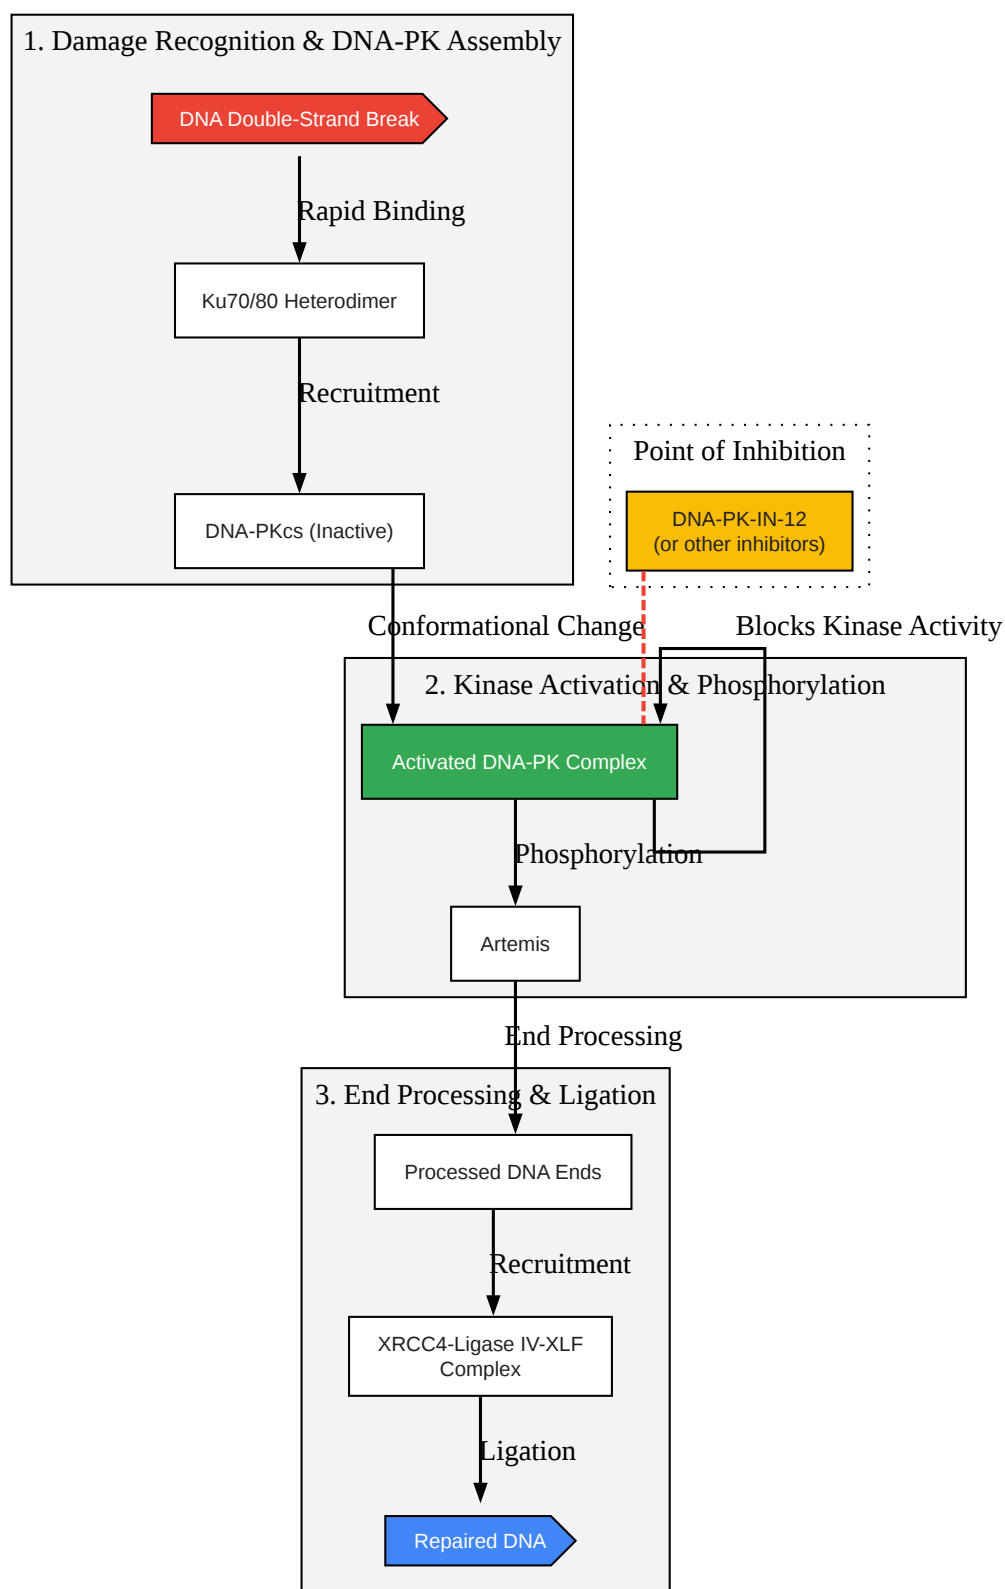 1. Damage Recognition & DNA-PK Assembly
DNA Double-Strand Break
Rapid Binding
Ku70/80 Heterodimer
Recruitment
DNA-PKcs (Inactive)
Point of Inhibition
DNA-PK-IN-12
(or other inhibitors)
Conformational Change
Blocks Kinase Activity
2. Kinase Activation & Phosphorylation
Activated DNA-PK Complex
Phosphorylation
Artemis
End Processing
3. End Processing & Ligation
Processed DNA Ends
Recruitment
XRCC4-Ligase IV-XLF
Complex
Ligation
Repaired DNA